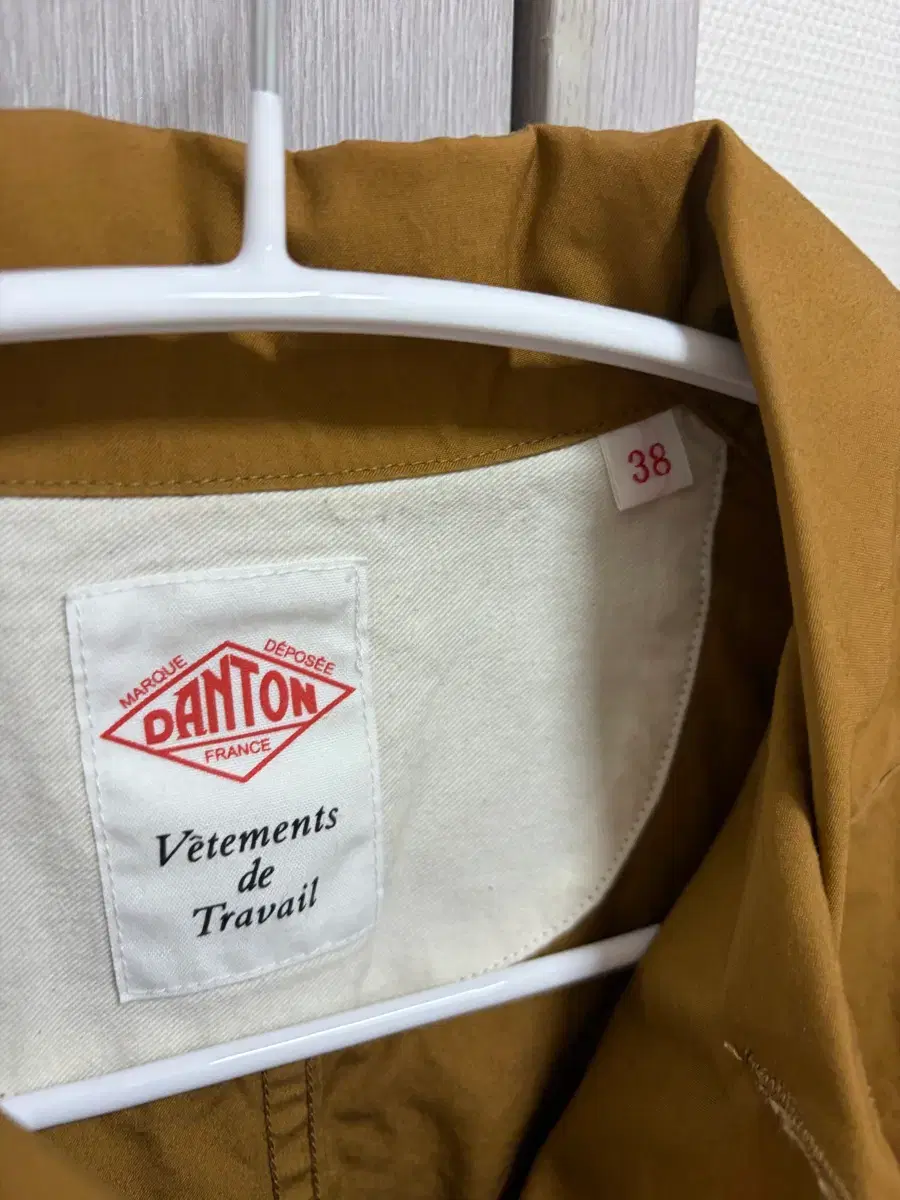 38
MARQUE DÉPOSÉE
DANTON
FRANCE
Vêtements
de
Travail